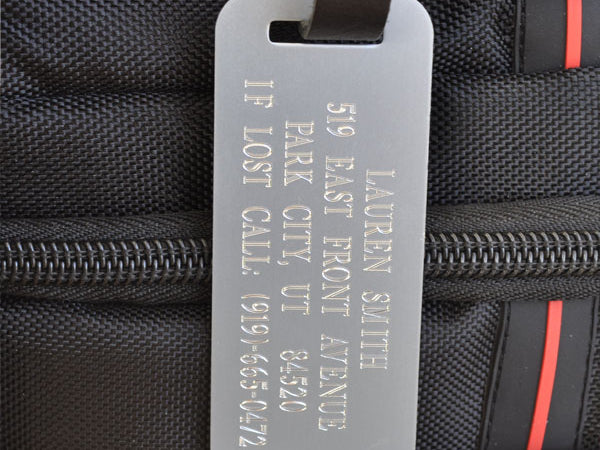 LAUREN SMITH
519 EAST FRONT AVENUE
PARK CITY, UT 84520
IF LOST CALL: (919)-665-0472